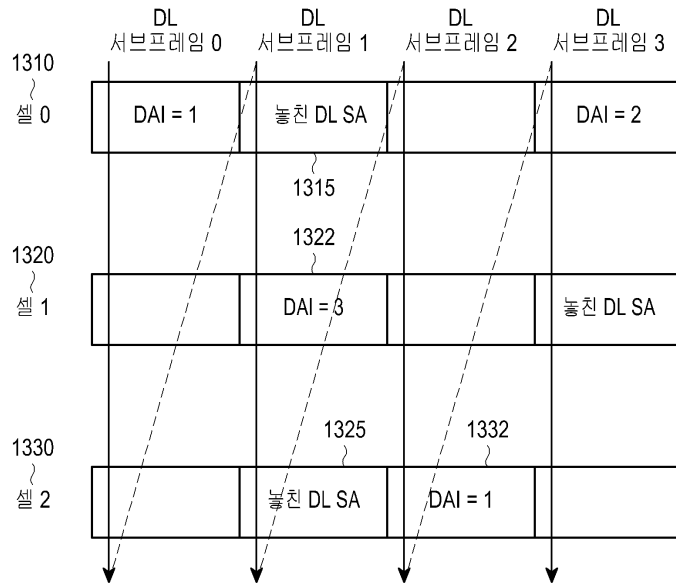 DL
서브프레임 0
DL
서브프레임 1
DL
서브프레임 2
DL
서브프레임 3
1310
셀 0
DAI = 1
놓친 DL SA
DAI = 2
1315
1322
1320
셀 1
DAI = 3
놓친 DL SA
1325
1332
1330
셀 2
놓친 DL SA
DAI = 1